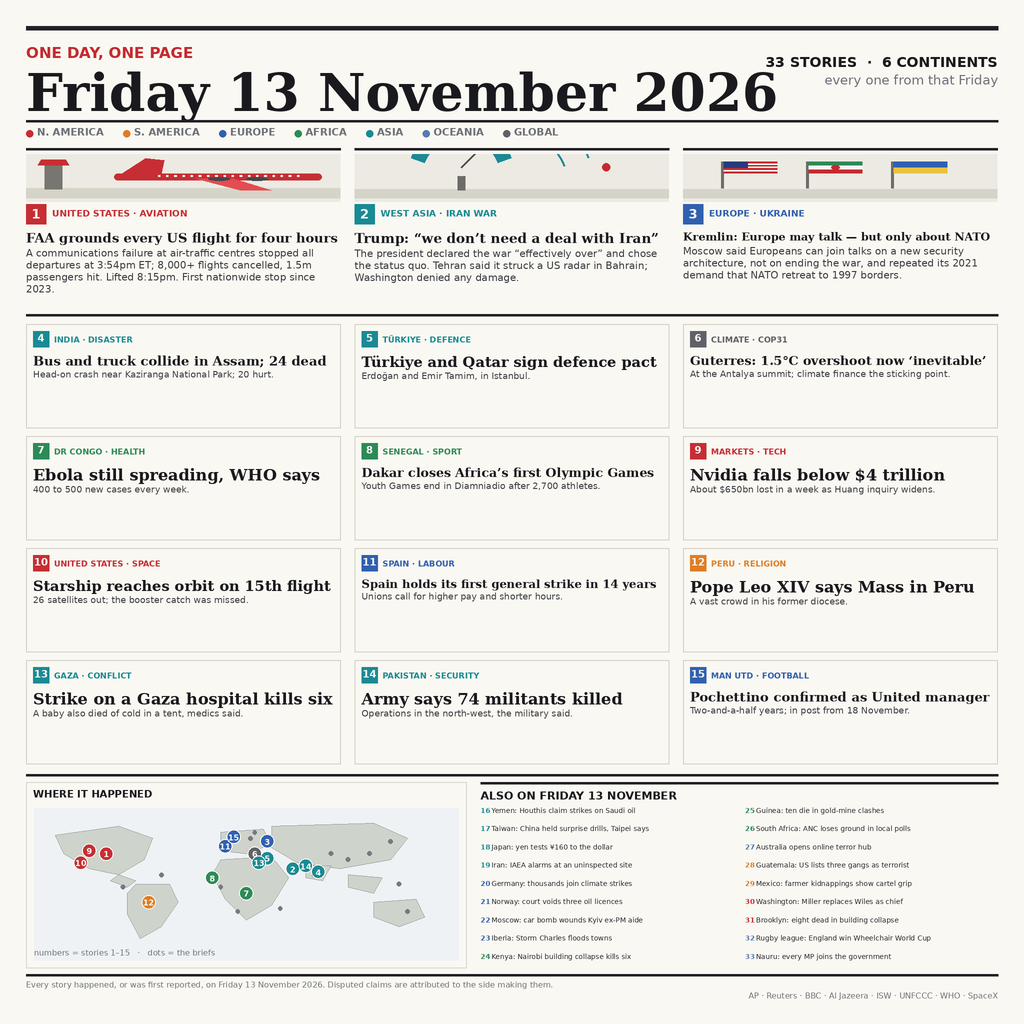 ONE DAY, ONE PAGE
Friday 13 November 2026
33 STORIES · 6 CONTINENTS
every one from that Friday
N. AMERICA S. AMERICA EUROPE AFRICA ASIA OCEANIA GLOBAL
1 UNITED STATES · AVIATION
FAA grounds every US flight for four hours
A communications failure at air-traffic centres stopped all
departures at 3:54pm ET; 8,000+ flights cancelled, 1.5m
passengers hit. Lifted 8:15pm. First nationwide stop since
2023.
2 WEST ASIA · IRAN WAR
Trump: “we don’t need a deal with Iran”
The president declared the war “effectively over” and chose
the status quo. Tehran said it struck a US radar in Bahrain;
Washington denied any damage.
3 EUROPE · UKRAINE
Kremlin: Europe may talk — but only about NATO
Moscow said Europeans can join talks on a new security
architecture, not on ending the war, and repeated its 2021
demand that NATO retreat to 1997 borders.
4 INDIA · DISASTER
Bus and truck collide in Assam; 24 dead
Head-on crash near Kaziranga National Park; 20 hurt.
5 TÜRKIYE · DEFENCE
Türkiye and Qatar sign defence pact
Erdoğan and Emir Tamim, in Istanbul.
6 CLIMATE · COP31
Guterres: 1.5°C overshoot now ‘inevitable’
At the Antalya summit; climate finance the sticking point.
7 DR CONGO · HEALTH
Ebola still spreading, WHO says
400 to 500 new cases every week.
8 SENEGAL · SPORT
Dakar closes Africa’s first Olympic Games
Youth Games end in Diamniadio after 2,700 athletes.
9 MARKETS · TECH
Nvidia falls below $4 trillion
About $650bn lost in a week as Huang inquiry widens.
10 UNITED STATES · SPACE
Starship reaches orbit on 15th flight
26 satellites out; the booster catch was missed.
11 SPAIN · LABOUR
Spain holds its first general strike in 14 years
Unions call for higher pay and shorter hours.
12 PERU · RELIGION
Pope Leo XIV says Mass in Peru
A vast crowd in his former diocese.
13 GAZA · CONFLICT
Strike on a Gaza hospital kills six
A baby also died of cold in a tent, medics said.
14 PAKISTAN · SECURITY
Army says 74 militants killed
Operations in the north-west, the military said.
15 MAN UTD · FOOTBALL
Pochettino confirmed as United manager
Two-and-a-half years; in post from 18 November.
WHERE IT HAPPENED
15
11
3
9
1
10
6
5
13
2
14
4
8
7
12
numbers = stories 1–15 · dots = the briefs
ALSO ON FRIDAY 13 NOVEMBER
16 Yemen: Houthis claim strikes on Saudi oil
17 Taiwan: China held surprise drills, Taipei says
18 Japan: yen tests ¥160 to the dollar
19 Iran: IAEA alarms at an uninspected site
20 Germany: thousands join climate strikes
21 Norway: court voids three oil licences
22 Moscow: car bomb wounds Kyiv ex-PM aide
23 Iberia: Storm Charles floods towns
24 Kenya: Nairobi building collapse kills six
25 Guinea: ten die in gold-mine clashes
26 South Africa: ANC loses ground in local polls
27 Australia opens online terror hub
28 Guatemala: US lists three gangs as terrorist
29 Mexico: farmer kidnappings show cartel grip
30 Washington: Miller replaces Wiles as chief
31 Brooklyn: eight dead in building collapse
32 Rugby league: England win Wheelchair World Cup
33 Nauru: every MP joins the government
Every story happened, or was first reported, on Friday 13 November 2026. Disputed claims are attributed to the side making them.
AP · Reuters · BBC · Al Jazeera · ISW · UNFCCC · WHO · SpaceX